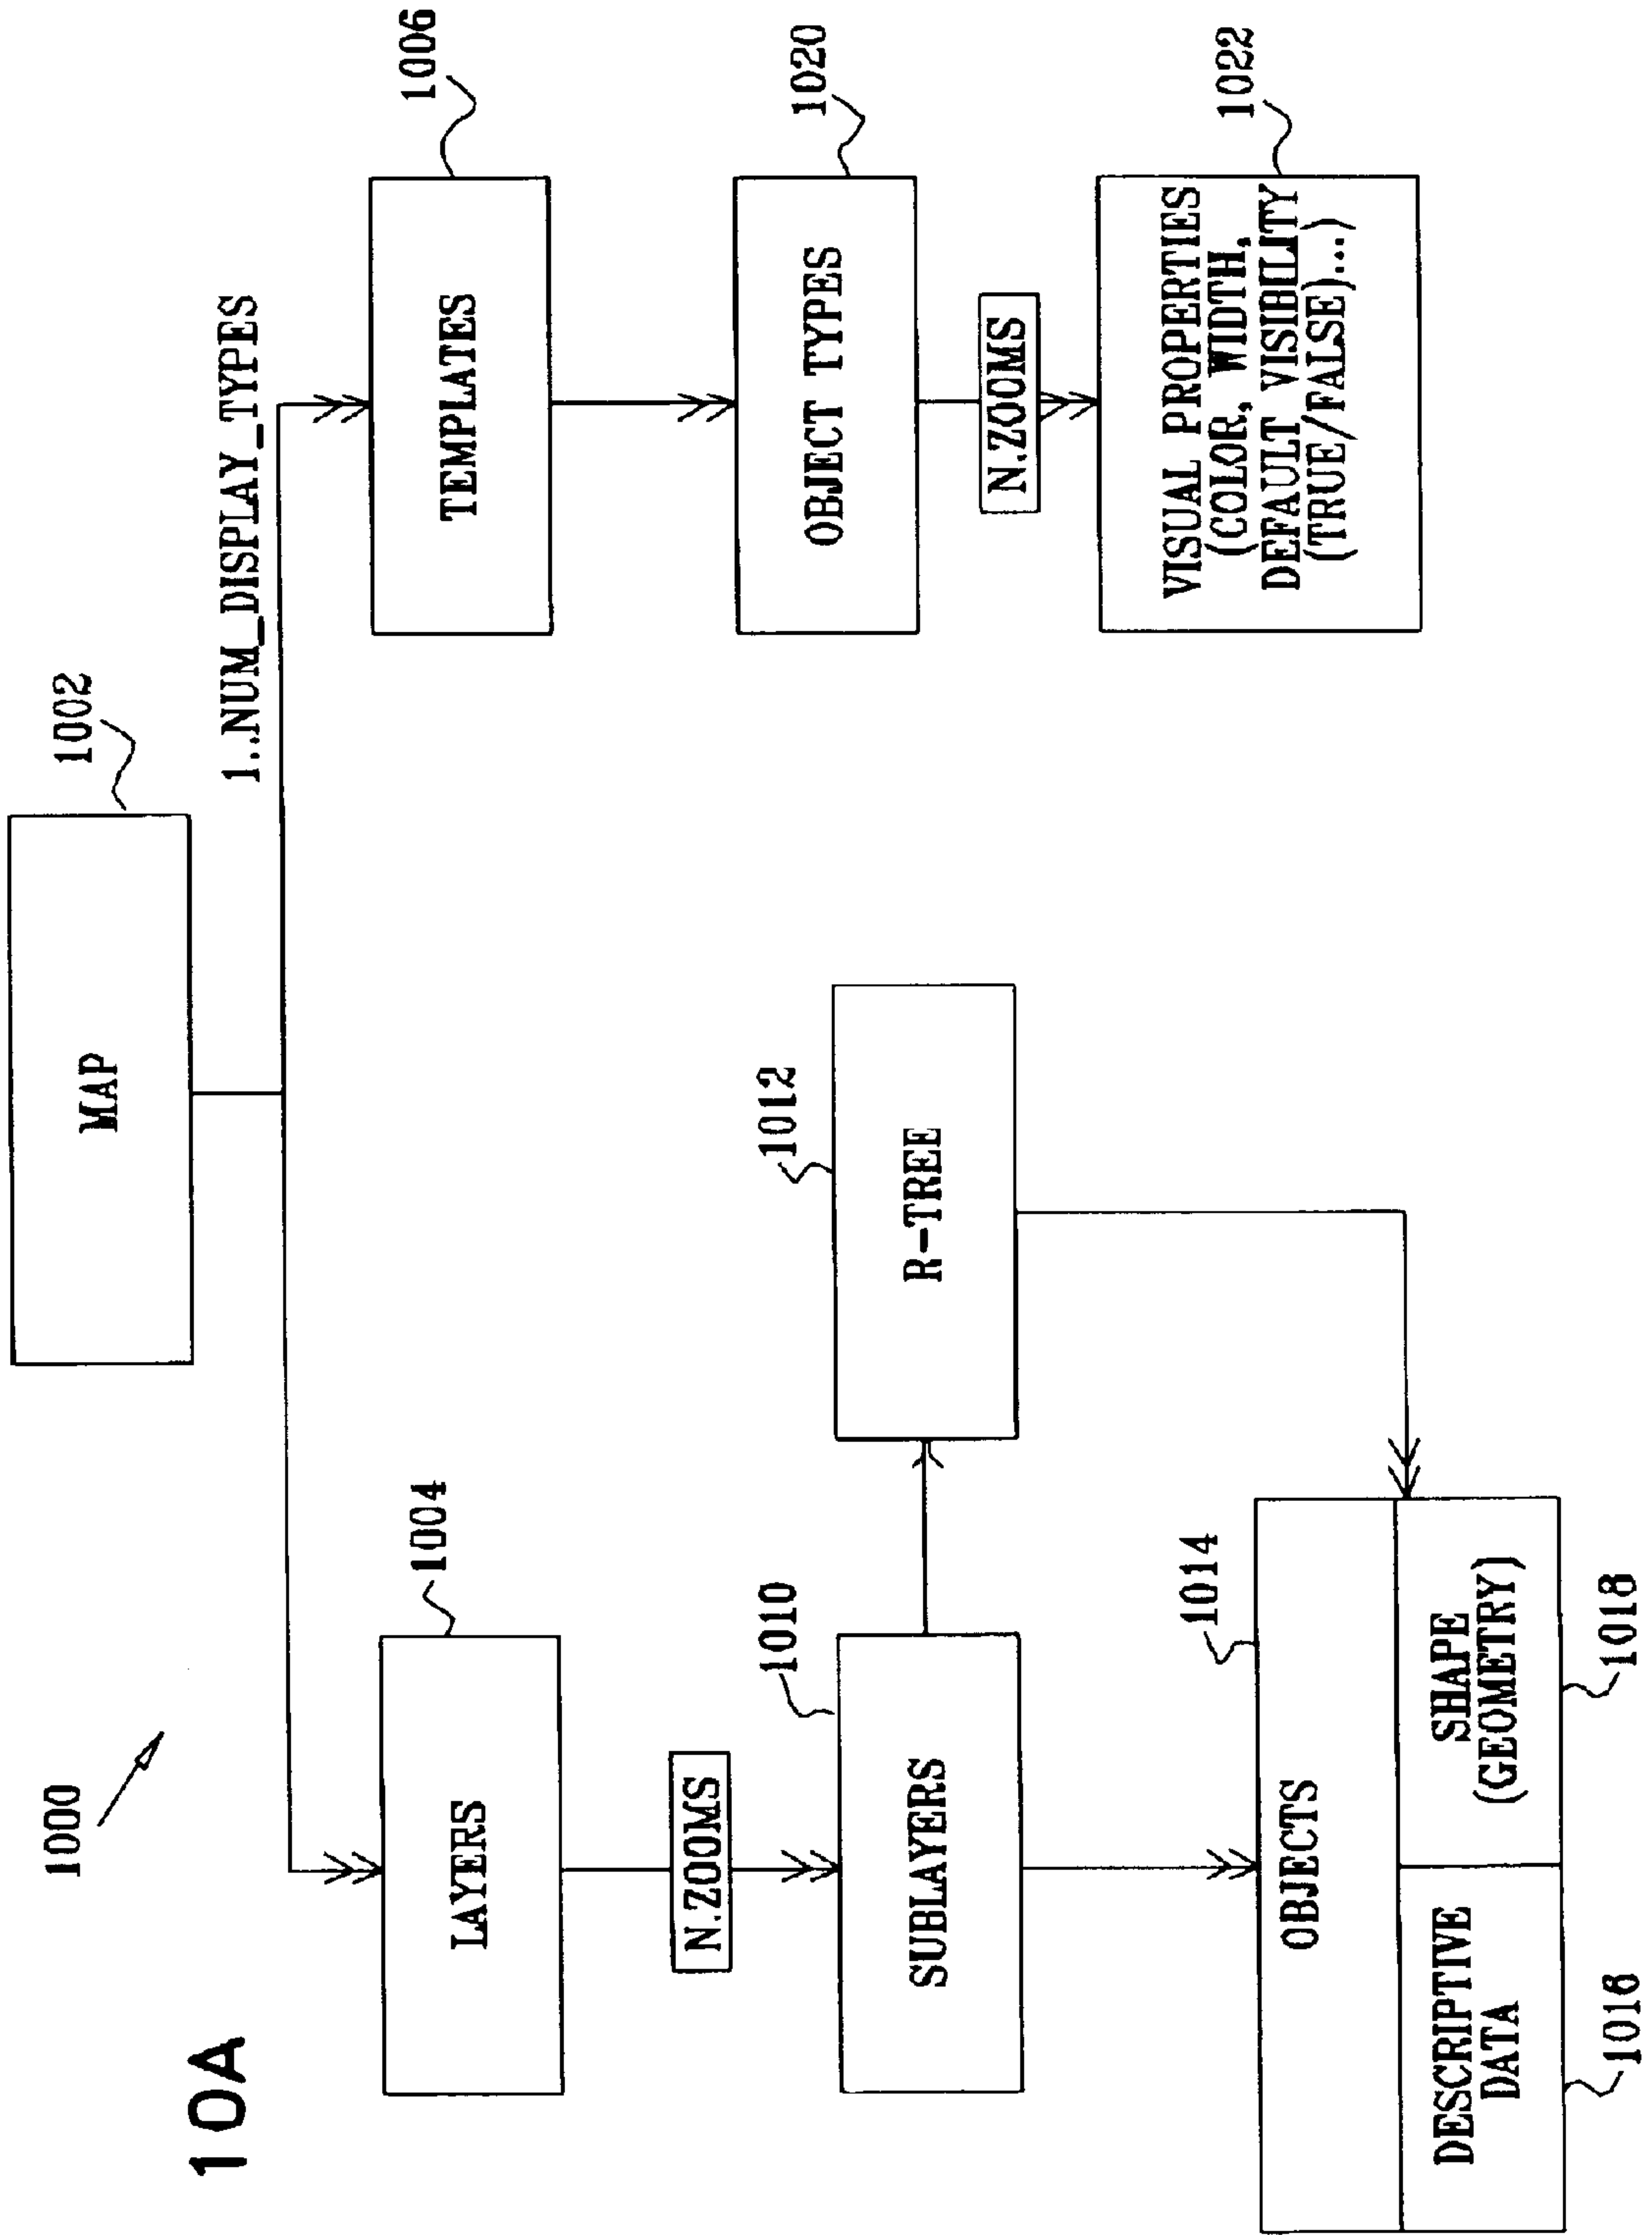 10A
1000
MAP
1002
1..NUM_DISPLAY_TYPES
LAYERS
1004
TEMPLATES
1006
N.ZOOMS
SUBLAYERS
1010
R-TREE
1012
OBJECT TYPES
1020
N.ZOOMS
OBJECTS
1014
DESCRIPTIVE
DATA
1016
SHAPE
(GEOMETRY)
1018
VISUAL PROPERTIES
(COLOR, WIDTH,
DEFAULT VISIBILITY
(TRUE/FALSE)...)
1022